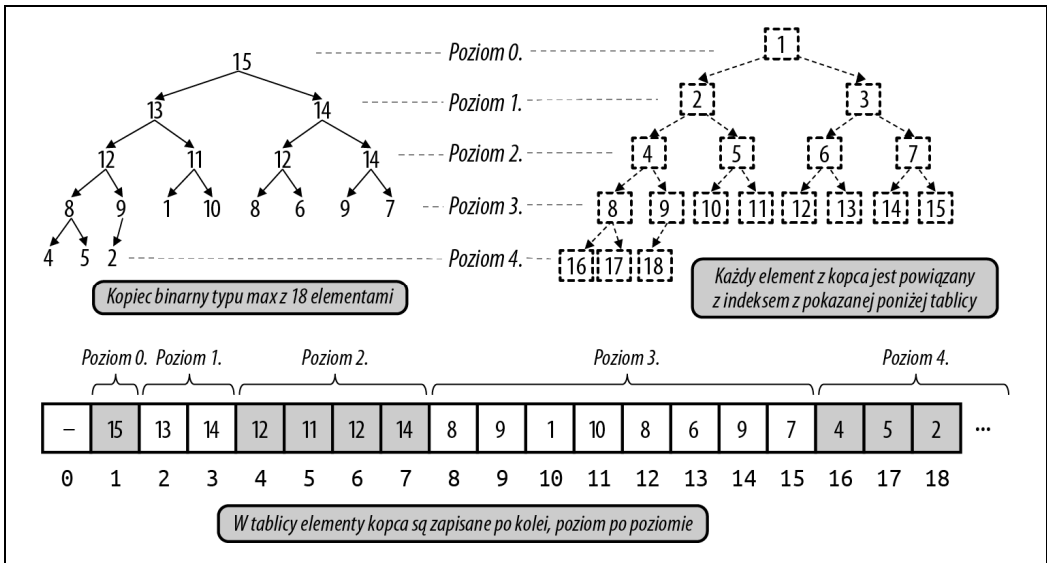 Poziom 0.
15
1
Poziom 1.
13 14
2 3
Poziom 2.
12 11 12 14
4 5 6 7
Poziom 3.
8 9 1 10 8 6 9 7
8 9 10 11 12 13 14 15
Poziom 4.
4 5 2
16 17 18
Kopiec binarny typu max z 18 elementami
Każdy element z kopca jest powiązany
z indeksem z pokazanej poniżej tablicy
Poziom 0. Poziom 1. Poziom 2. Poziom 3. Poziom 4.
– 15 13 14 12 11 12 14 8 9 1 10 8 6 9 7 4 5 2 ...
0 1 2 3 4 5 6 7 8 9 10 11 12 13 14 15 16 17 18
W tablicy elementy kopca są zapisane po kolei, poziom po poziomie